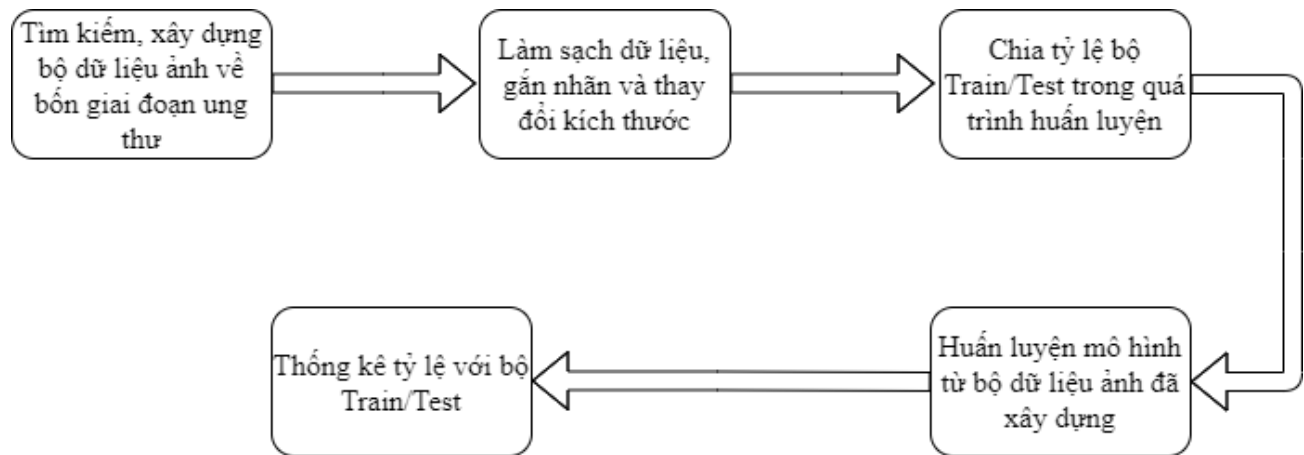 Tìm kiếm, xây dựng
bộ dữ liệu ảnh về
bốn giai đoạn ung
thư
Làm sạch dữ liệu,
gắn nhãn và thay
đổi kích thước
Chia tỷ lệ bộ
Train/Test trong quá
trình huấn luyện
Huấn luyện mô hình
từ bộ dữ liệu ảnh đã
xây dựng
Thống kê tỷ lệ với bộ
Train/Test